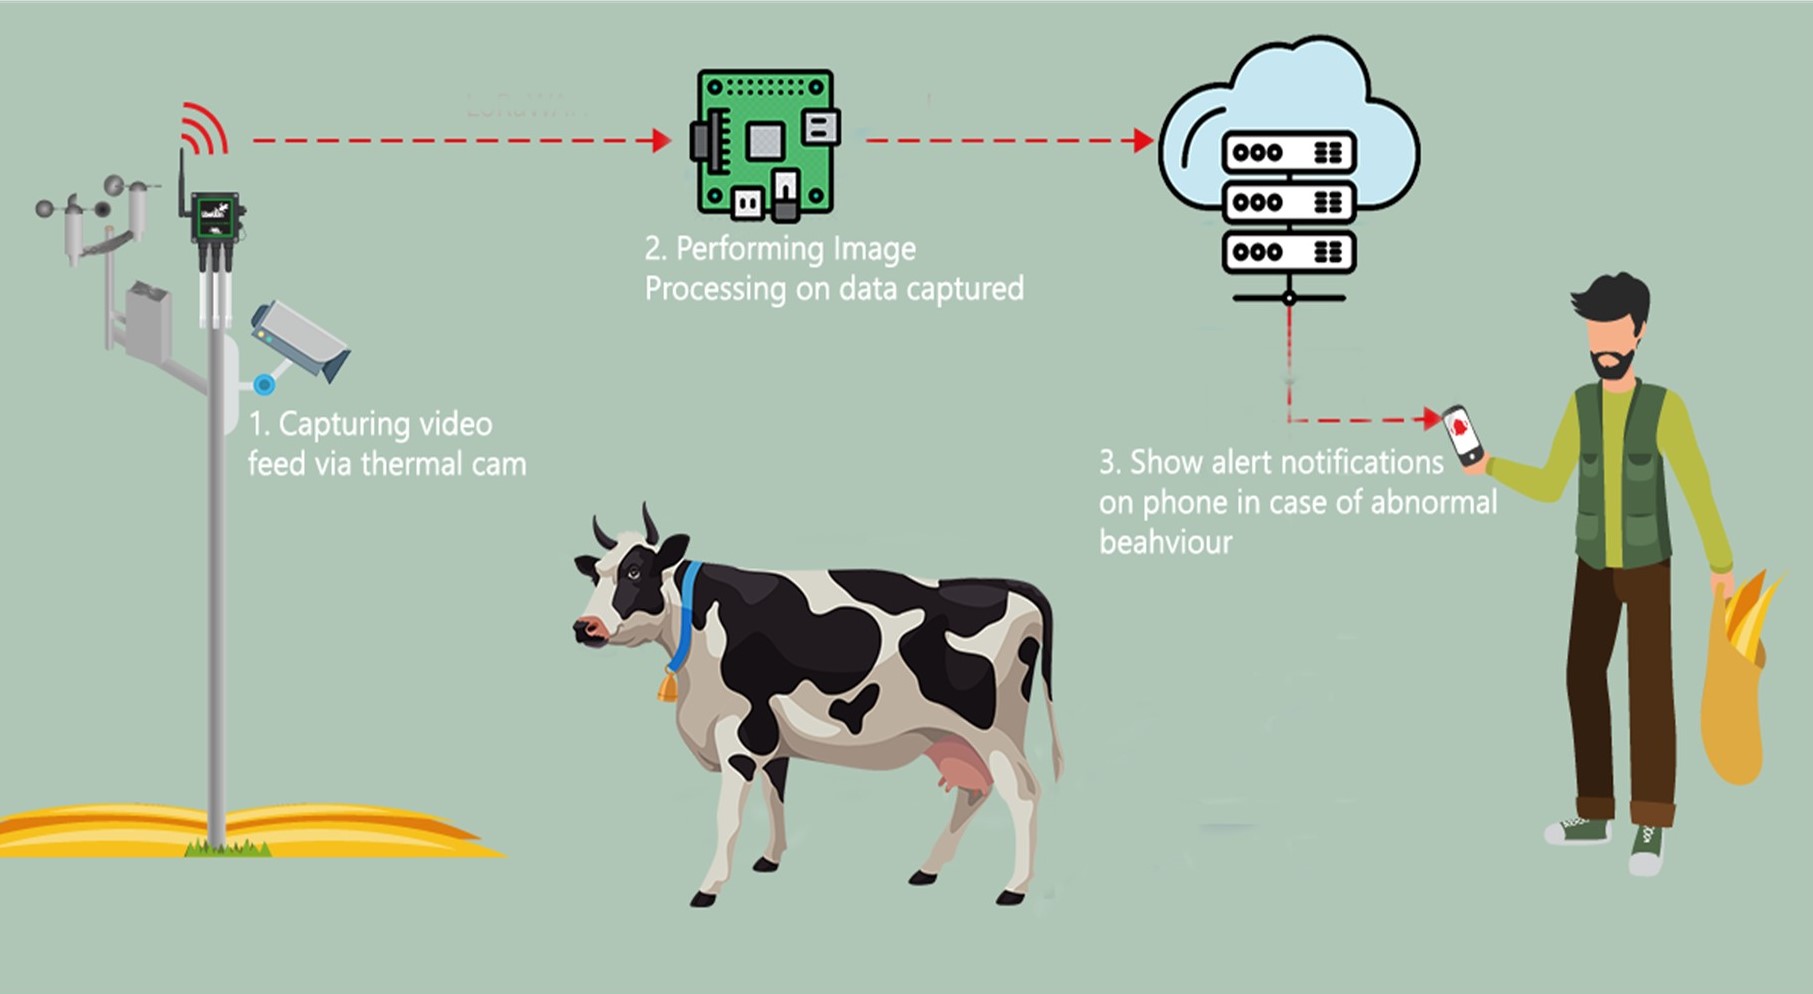 1. Capturing video
feed via thermal cam
2. Performing Image
Processing on data captured
3. Show alert notifications
on phone in case of abnormal
beahviour